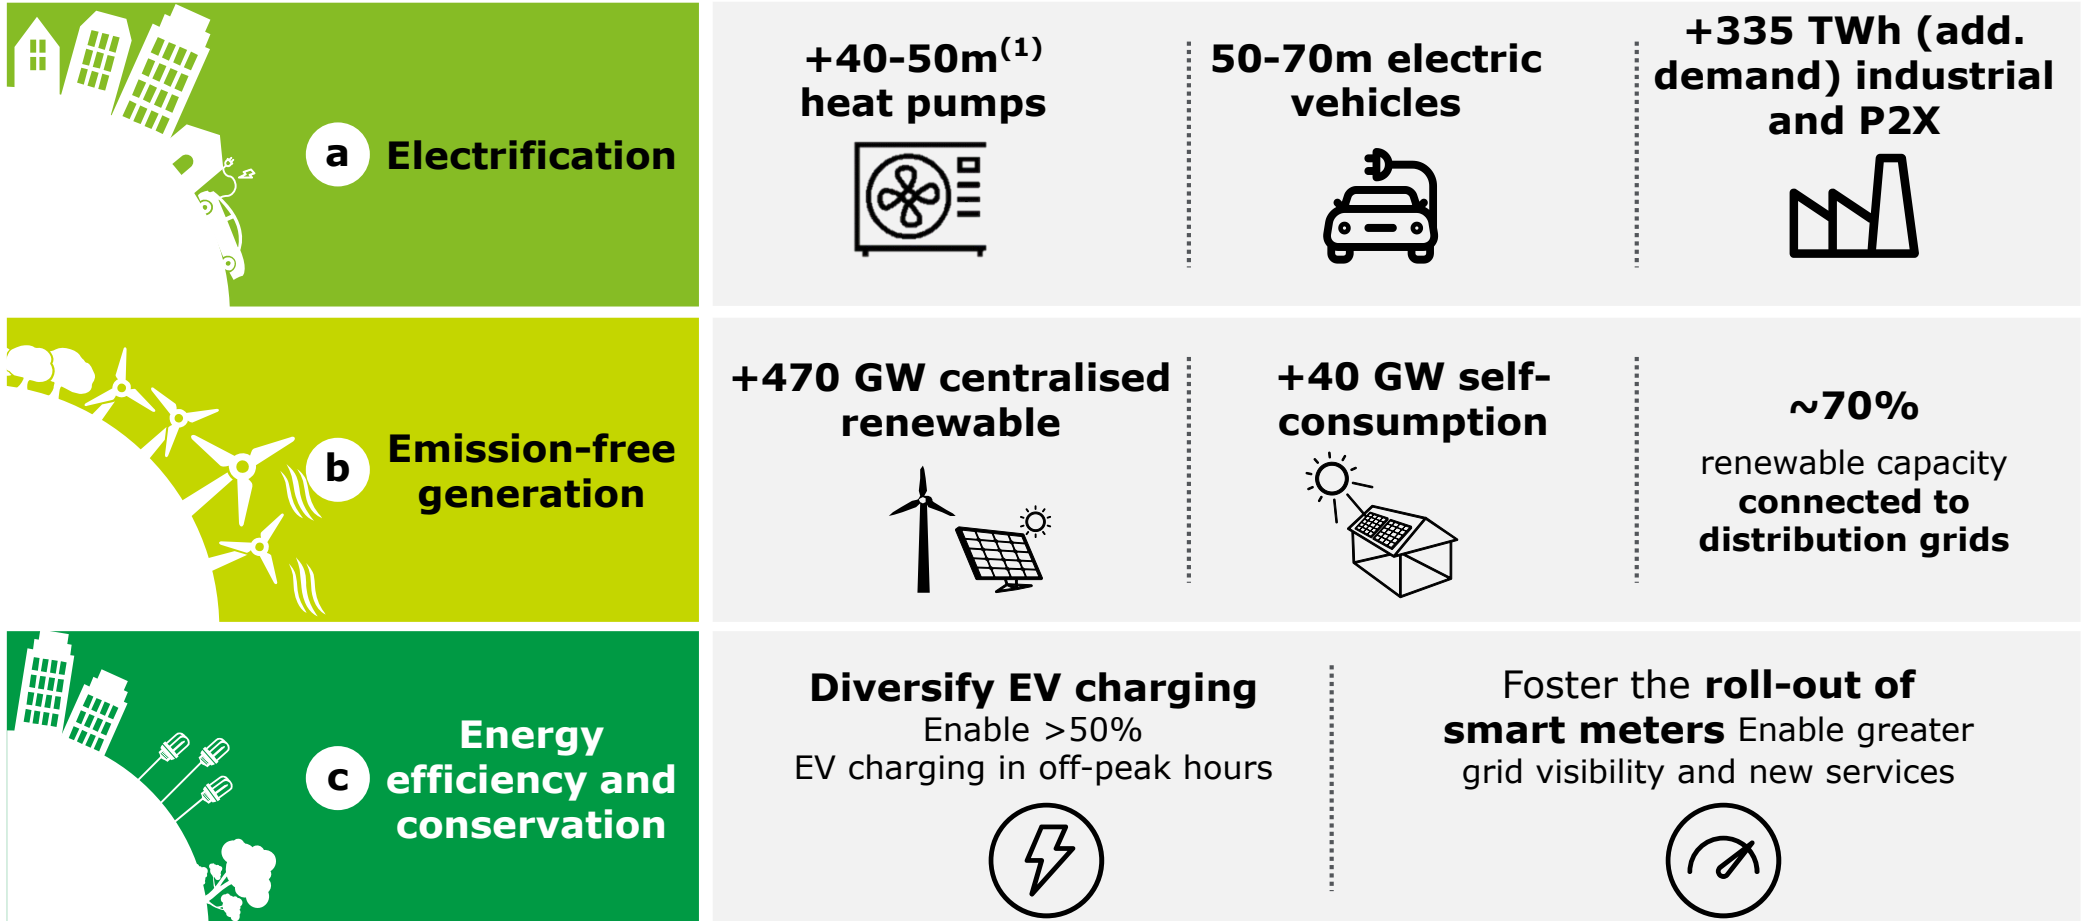 a
Electrification
+40-50m(1)
heat pumps
50-70m electric
vehicles
+335 TWh (add.
demand) industrial
and P2X
b
Emission-free
generation
+470 GW centralised
renewable
+40 GW self-
consumption
~70%
renewable capacity
connected to
distribution grids
c
Energy
efficiency and
conservation
Diversify EV charging
Enable >50%
EV charging in off-peak hours
Foster the roll-out of
smart meters Enable greater
grid visibility and new services